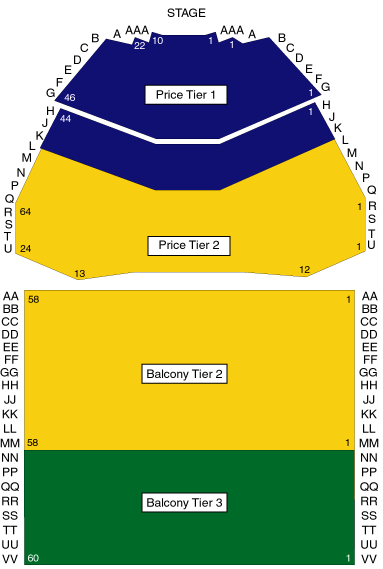 STAGE
A AAA AAA A
B B
C C
D D
E E
F F
G G
22 10 1 1
Price Tier 1
46 1
H H
J J
K K
L L
M M
N N
P P
Q Q
R R
S S
T T
U U
44 1
64 1
Price Tier 2
24 1
13 12
AA 58 1 AA
BB BB
CC CC
DD DD
EE EE
FF FF
GG Balcony Tier 2 GG
HH HH
JJ JJ
KK KK
LL LL
MM 58 1 MM
NN NN
PP PP
QQ QQ
RR Balcony Tier 3 RR
SS SS
TT TT
UU UU
VV 60 1 VV